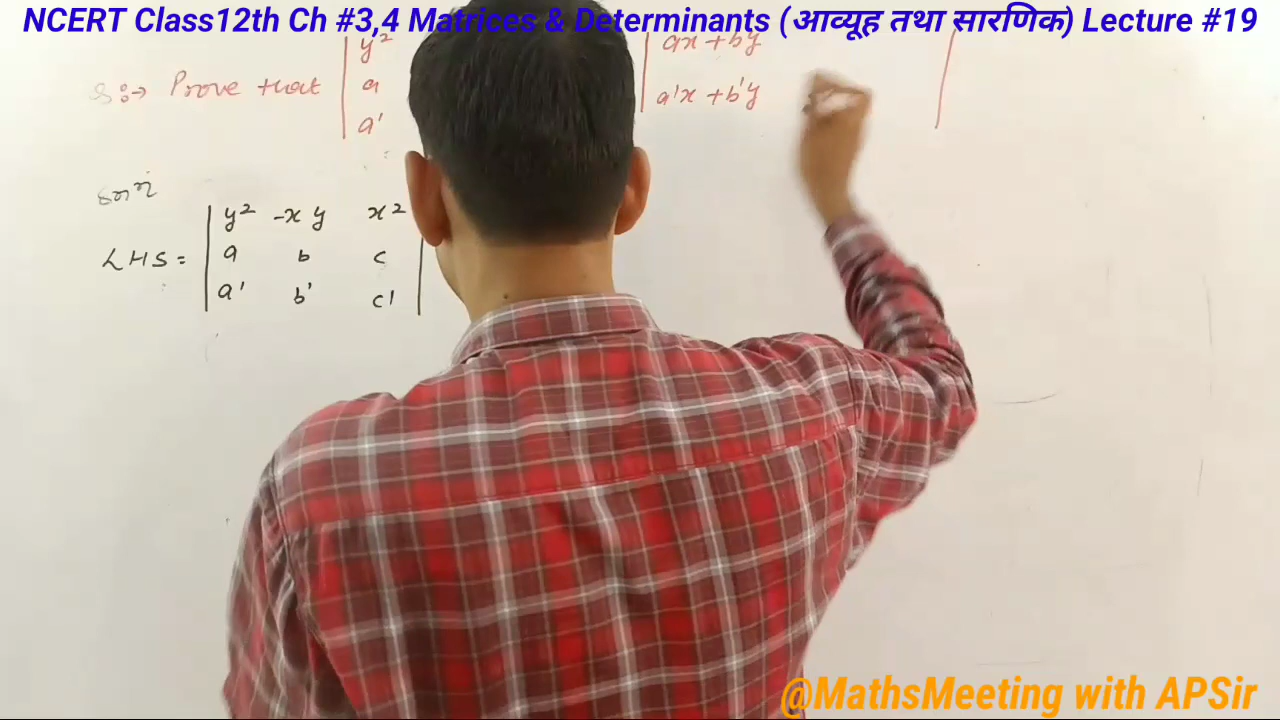 NCERT Class12th Ch #3,4 Matrices & Determinants (आव्यूह तथा सारणिक) Lecture #19
y² ax + by
Prove that a a'x + b'y
a'
y² -xy x²
LHS = a b c
a' b' c'
@MathsMeeting with APSir